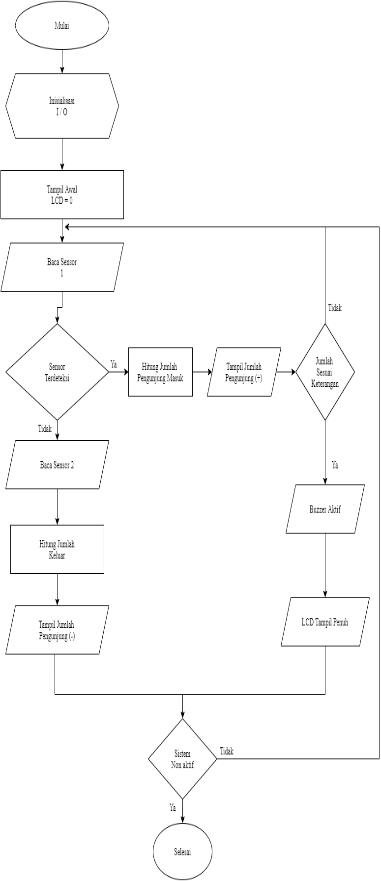 Mulai
Inisialisasi
I / O
Tampil Awal
LCD = 0
Baca Sensor
1
Sensor
Terdeteksi
Ya
Hitung Jumlah
Pengunjung Masuk
Tampil Jumlah
Pengunjung (+)
Jumlah
Sesuai
Keterangan
Tidak
Ya
Tidak
Baca Sensor 2
Buzzer Aktif
Hitung Jumlah
Keluar
Tampil Jumlah
Pengunjung (-)
LCD Tampil Penuh
Sistem
Non aktif
Tidak
Ya
Selesai